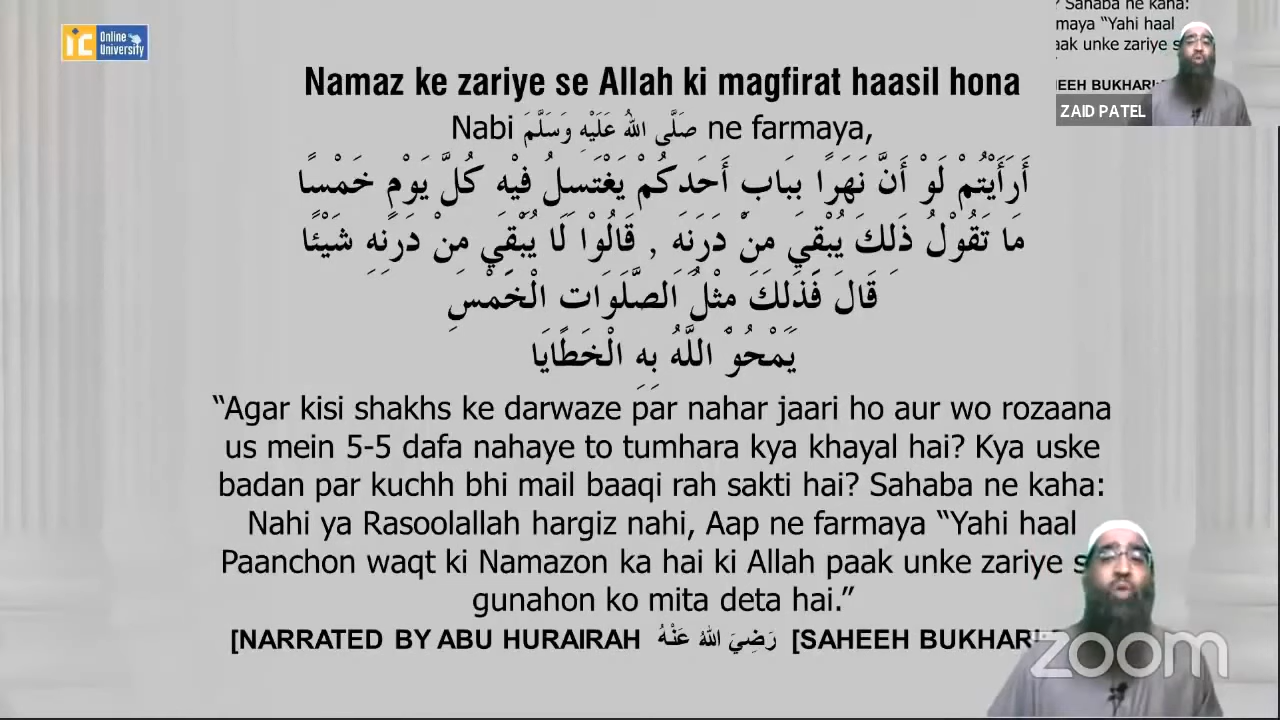 iC Online University
Namaz ke zariye se Allah ki magfirat haasil hona
Nabi صَلَّى اللهُ عَلَيْهِ وَسَلَّمَ ne farmaya,
أَرَأَيْتُمْ لَوْ أَنَّ نَهَرًا بِبَابِ أَحَدِكُمْ يَغْتَسِلُ فِيْهِ كُلَّ يَوْمٍ خَمْسًا
مَا تَقُوْلُ ذَلِكَ يُبْقِي مِنْ دَرَنِهِ , قَالُوْا لَا يُبْقِي مِنْ دَرَنِهِ شَيْئًا
قَالَ فَذَلِكَ مِثْلُ الصَّلَوَاتِ الْخَمْسِ
يَمْحُوْ اللَّهُ بِهِ الْخَطَايَا
“Agar kisi shakhs ke darwaze par nahar jaari ho aur wo rozaana
us mein 5-5 dafa nahaye to tumhara kya khayal hai? Kya uske
badan par kuchh bhi mail baaqi rah sakti hai? Sahaba ne kaha:
Nahi ya Rasoolallah hargiz nahi, Aap ne farmaya “Yahi haal
Paanchon waqt ki Namazon ka hai ki Allah paak unke zariye s
gunahon ko mita deta hai.”
[NARRATED BY ABU HURAIRAH رَضِيَ اللهُ عَنْهُ [SAHEEH BUKHARI
? Sahaba ne kaha:
maya “Yahi haal
aak unke zariye s
EEH BUKHARI
ZAID PATEL
zoom